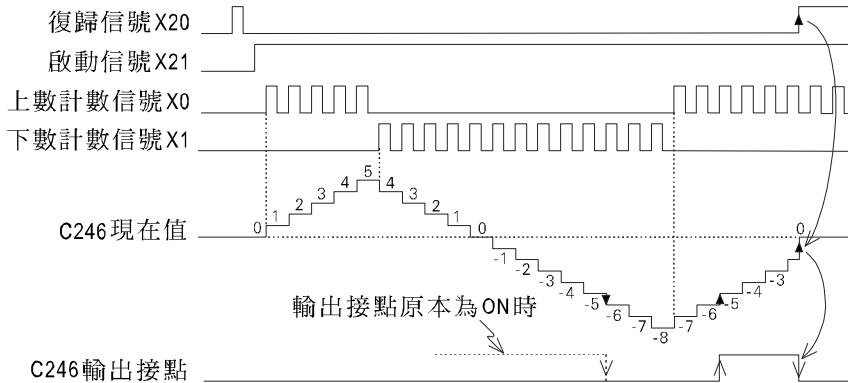 復歸信號X20
啟動信號X21
上數計數信號X0
下數計數信號X1
C246現在值
0 1 2 3 4 5 4 3 2 1 0 -1 -2 -3 -4 -5 -6 -7 -8 -7 -6 -5 -4 -3 0
輸出接點原本為ON時
C246輸出接點